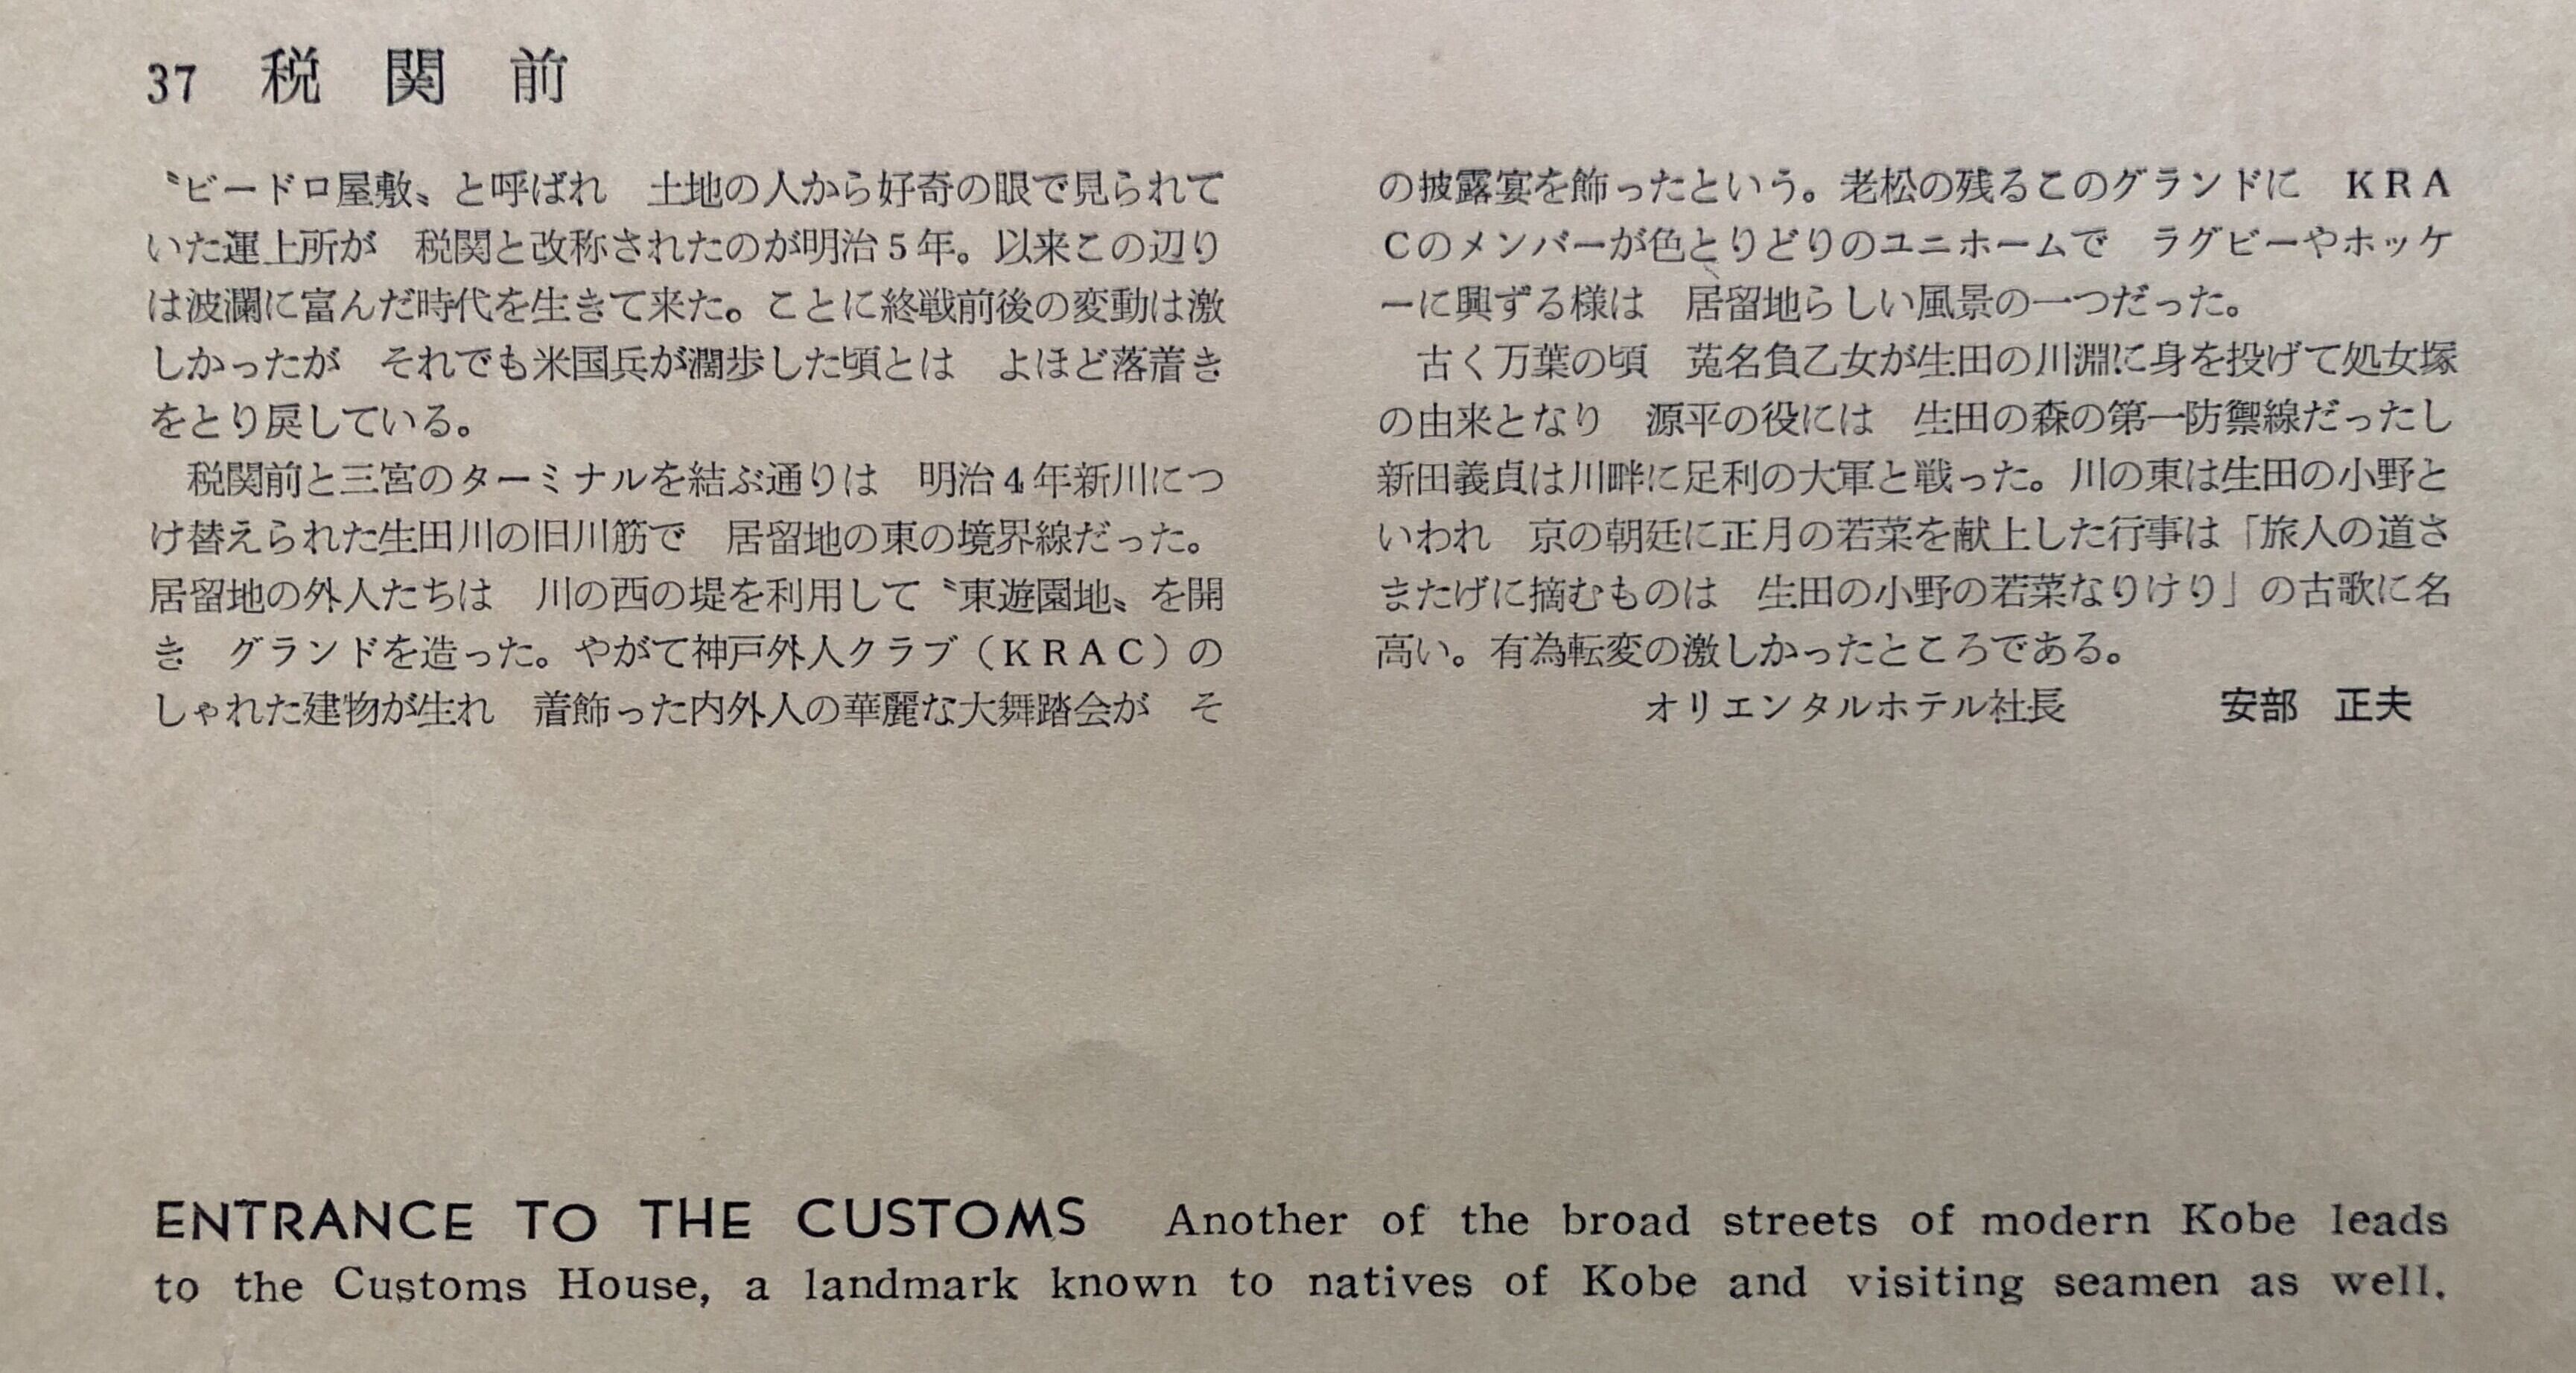 37 税関前
〝ビードロ屋敷〟と呼ばれ　土地の人から好奇の眼で見られて
いた運上所が　税関と改称されたのが明治5年。以来この辺り
は波瀾に富んだ時代を生きて来た。ことに終戦前後の変動は激
しかったが　それでも米国兵が濶歩した頃とは　よほど落着き
をとり戻している。
　税関前と三宮のターミナルを結ぶ通りは　明治4年新川につ
け替えられた生田川の旧川筋で　居留地の東の境界線だった。
居留地の外人たちは　川の西の堤を利用して〝東遊園地〟を開
き　グランドを造った。やがて神戸外人クラブ（KRAC）の
しゃれた建物が生れ　着飾った内外人の華麗な大舞踏会が　そ
の披露宴を飾ったという。老松の残るこのグランドに　KRA
Cのメンバーが色とりどりのユニホームで　ラグビーやホッケ
ーに興ずる様は　居留地らしい風景の一つだった。
　古く万葉の頃　菟名負乙女が生田の川淵に身を投げて処女塚
の由来となり　源平の役には　生田の森の第一防禦線だったし
新田義貞は川畔に足利の大軍と戦った。川の東は生田の小野と
いわれ　京の朝廷に正月の若菜を献上した行事は「旅人の道さ
またげに摘むものは　生田の小野の若菜なりけり」の古歌に名
高い。有為転変の激しかったところである。
オリエンタルホテル社長　安部　正夫
ENTRANCE TO THE CUSTOMS Another of the broad streets of modern Kobe leads
to the Customs House, a landmark known to natives of Kobe and visiting seamen as well.